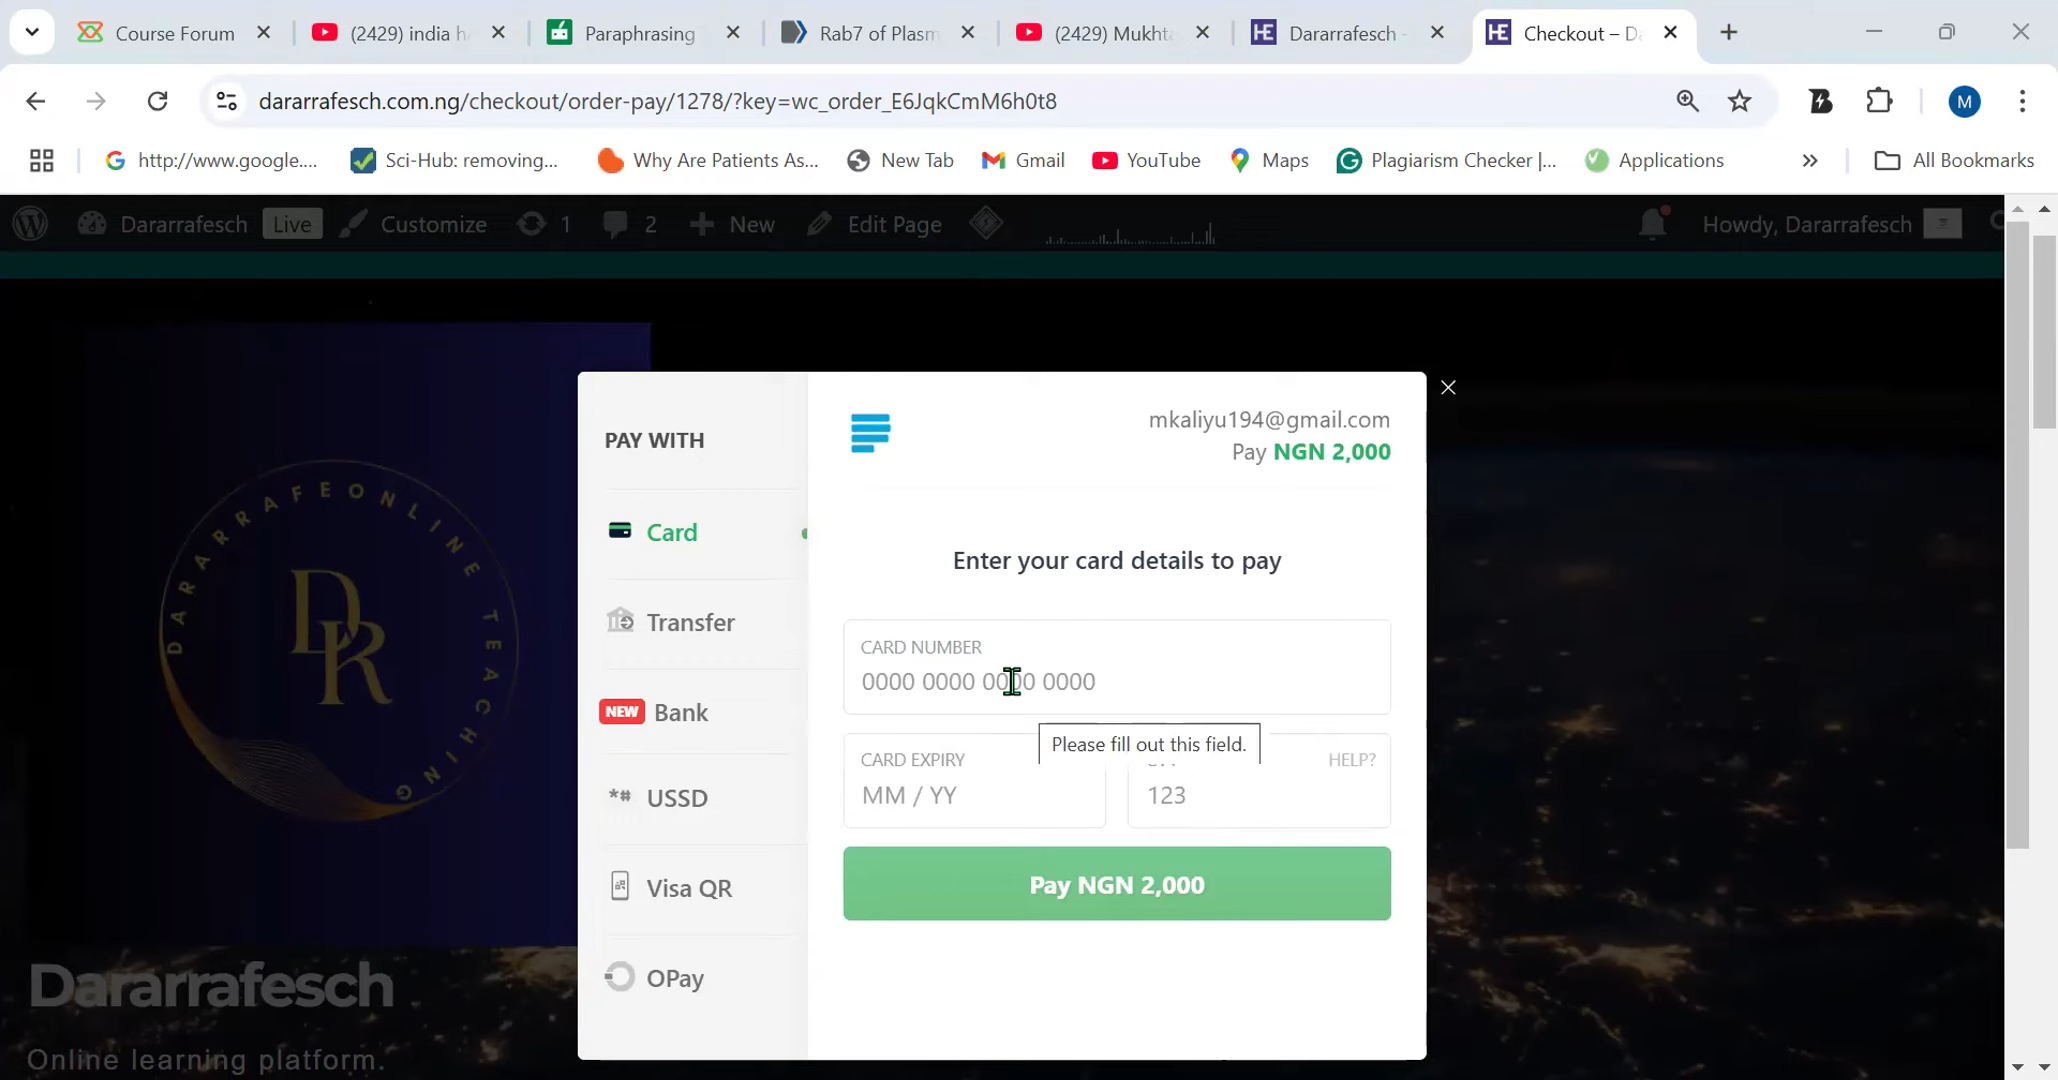 Course Forum
(2429) india h
Paraphrasing
Rab7 of Plasm
(2429) Mukhta
Dararrafesch -
Checkout – Da
dararrafesch.com.ng/checkout/order-pay/1278/?key=wc_order_E6JqkCmM6h0t8
M
http://www.google....
Sci-Hub: removing...
Why Are Patients As...
New Tab
Gmail
YouTube
Maps
Plagiarism Checker |...
Applications
»
All Bookmarks
Dararrafesch
Live
Customize
1
2
New
Edit Page
Howdy, Dararrafesch
PAY WITH
mkaliyu194@gmail.com
Pay NGN 2,000
Card
Enter your card details to pay
Transfer
CARD NUMBER
0000 0000 0000 0000
NEW Bank
Please fill out this field.
CARD EXPIRY
HELP?
MM / YY
123
*# USSD
Visa QR
Pay NGN 2,000
OPay
DARARRAFEONLINE TEACHING
DR
Dararrafesch
Online learning platform.